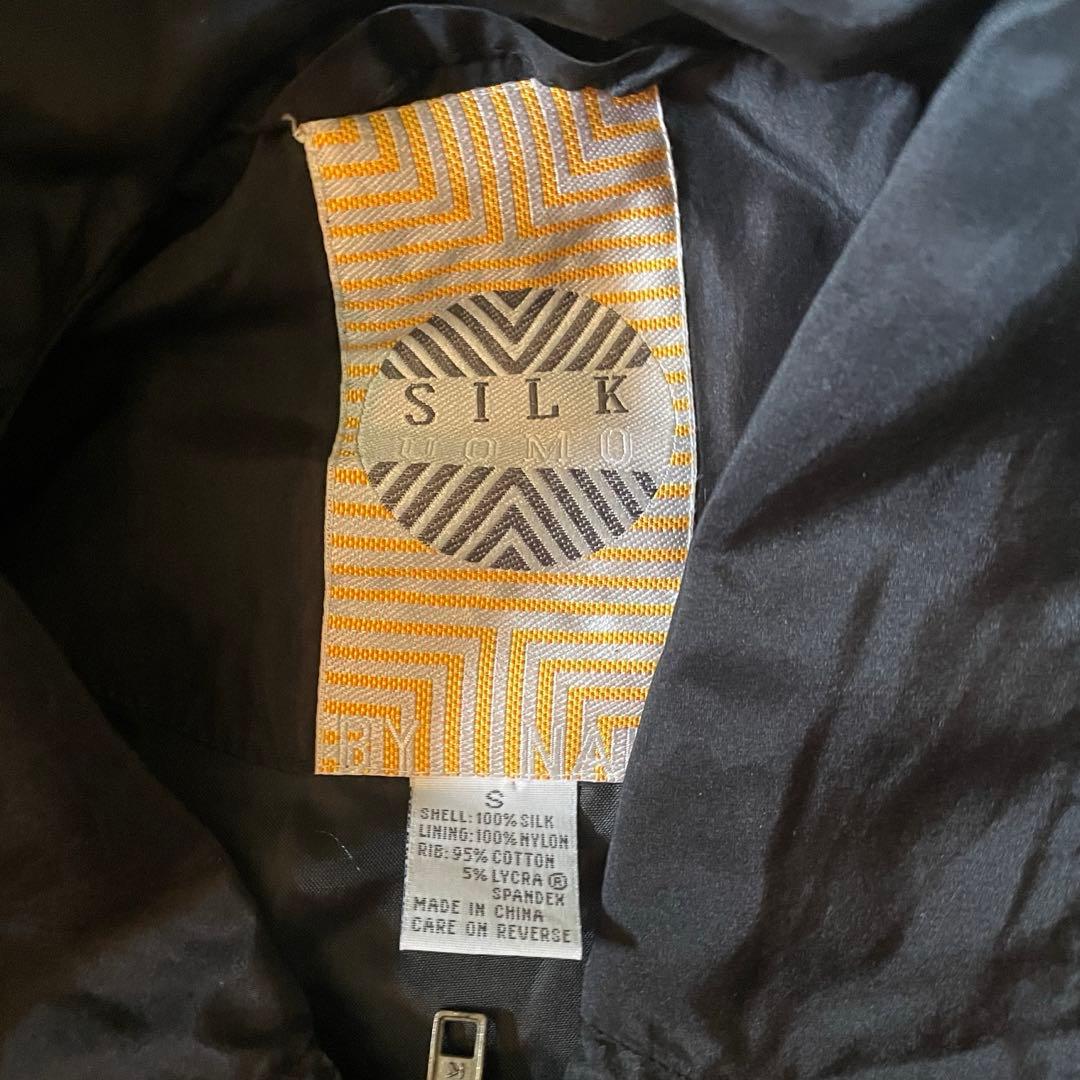 SILK
UOMO
BY NA
S
SHELL: 100% SILK
LINING: 100% NYLON
RIB: 95% COTTON
5% LYCRA ®
SPANDEX
MADE IN CHINA
CARE ON REVERSE